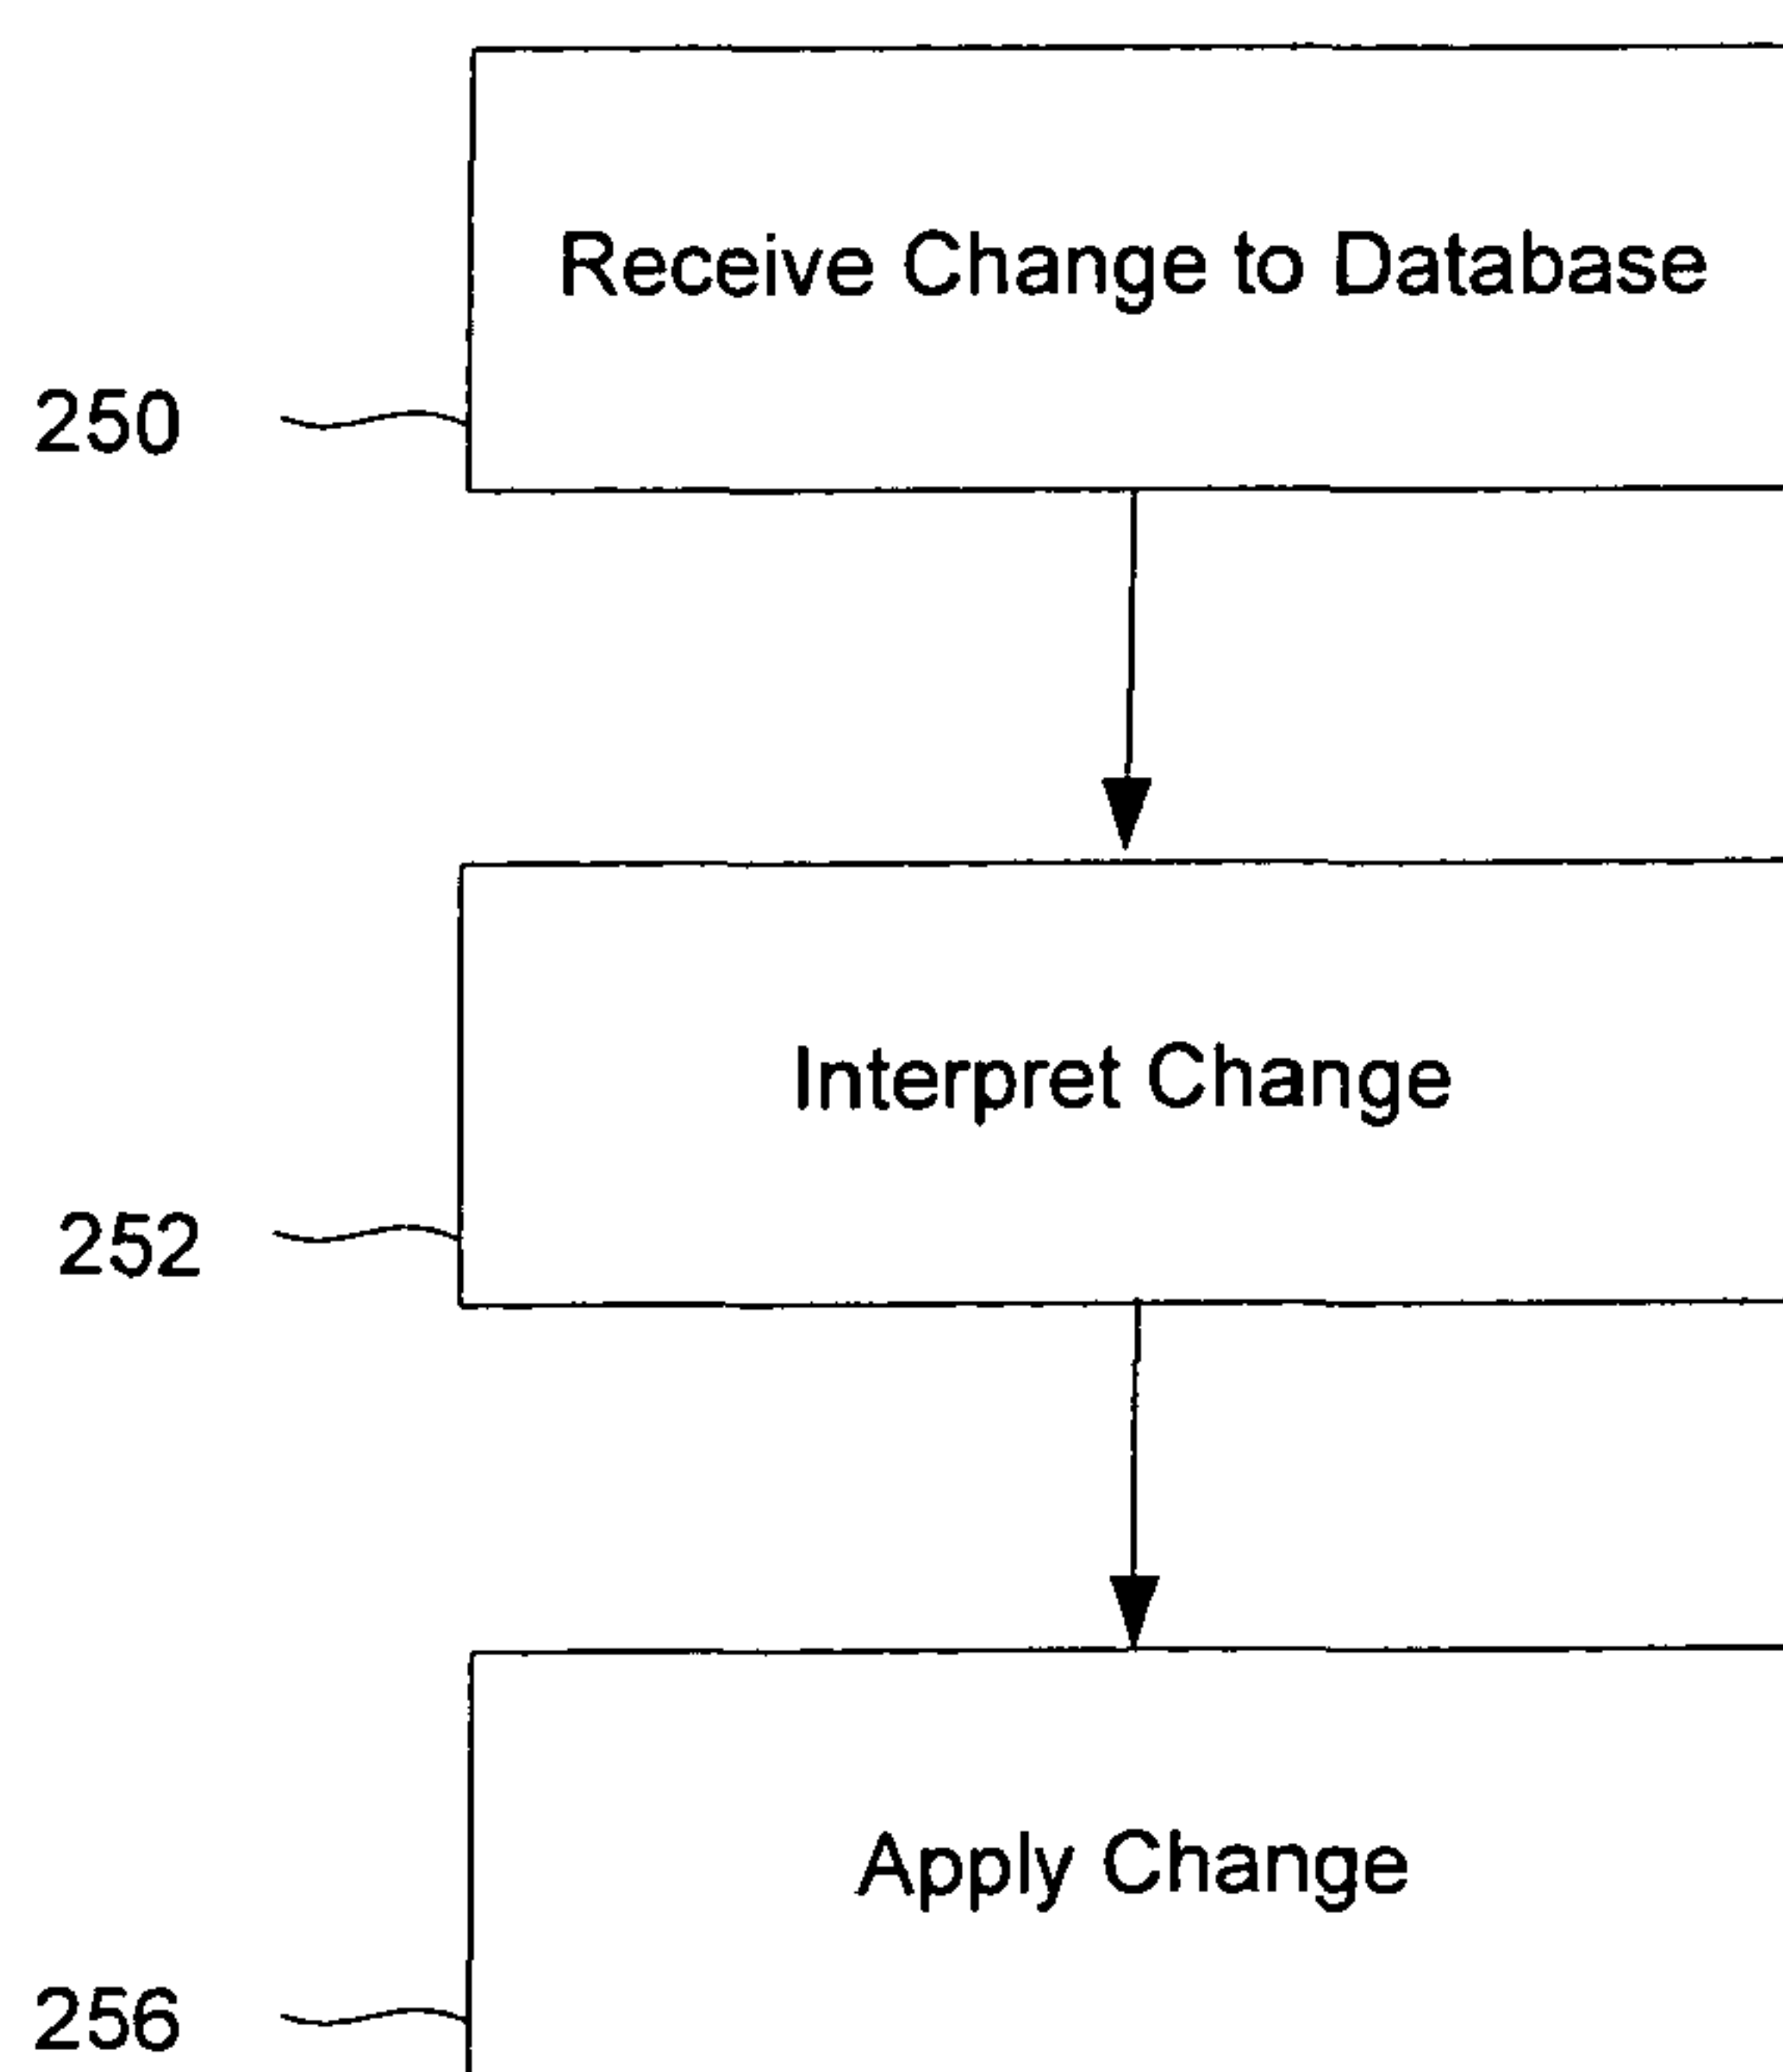 Receive Change to Database
250
Interpret Change
252
Apply Change
256